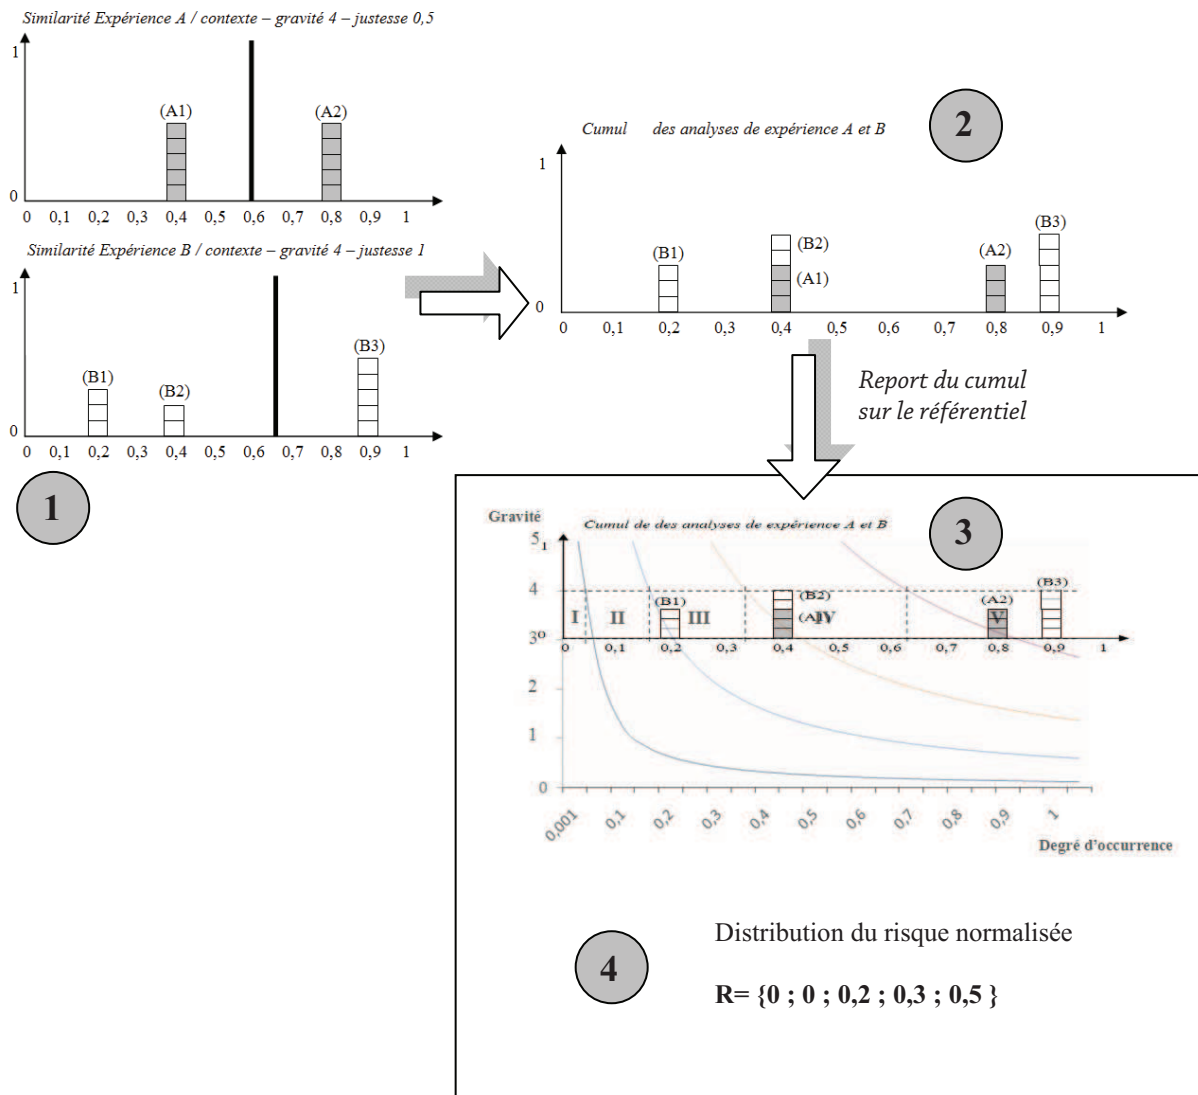 Similarité Expérience A / contexte – gravité 4 – justesse 0,5
1
(A1)
(A2)
0
0 0,1 0,2 0,3 0,4 0,5 0,6 0,7 0,8 0,9 1
Similarité Expérience B / contexte – gravité 4 – justesse 1
1
(B1)
(B2)
(B3)
0
0 0,1 0,2 0,3 0,4 0,5 0,6 0,7 0,8 0,9 1
1
2
Cumul des analyses de expérience A et B
1
(B1)
(B2)
(A1)
(A2)
(B3)
0
0 0,1 0,2 0,3 0,4 0,5 0,6 0,7 0,8 0,9 1
Report du cumul
sur le référentiel
3
Gravité
Cumul de des analyses de expérience A et B
5 1
4
(B1)
(B2)
(A2)
(B3)
I II III (A1) IV V
3 0
0 0,1 0,2 0,3 0,4 0,5 0,6 0,7 0,8 0,9 1
2
1
0
0,001 0,1 0,2 0,3 0,4 0,5 0,6 0,7 0,8 0,9 1
Degré d'occurrence
4
Distribution du risque normalisée
R= {0 ; 0 ; 0,2 ; 0,3 ; 0,5 }